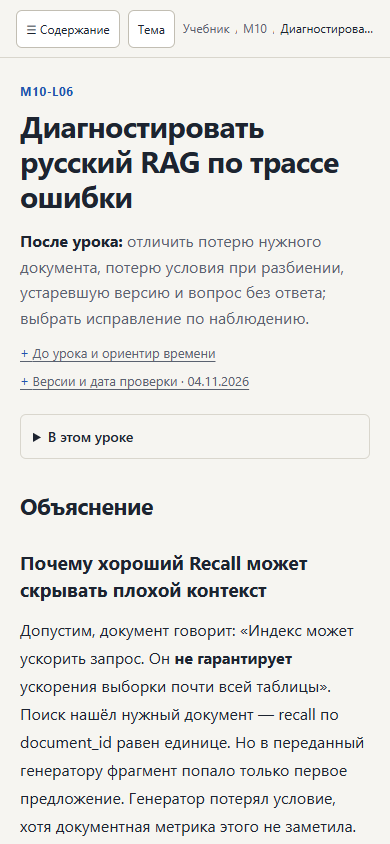 ☰ Содержание Тема Учебник / M10 / Диагностирова...
M10-L06
Диагностировать
русский RAG по трассе
ошибки
После урока: отличить потерю нужного
документа, потерю условия при разбиении,
устаревшую версию и вопрос без ответа;
выбрать исправление по наблюдению.
+ До урока и ориентир времени
+ Версии и дата проверки · 04.11.2026
▶ В этом уроке
Объяснение
Почему хороший Recall может
скрывать плохой контекст
Допустим, документ говорит: «Индекс может
ускорить запрос. Он не гарантирует
ускорения выборки почти всей таблицы».
Поиск нашёл нужный документ — recall по
document_id равен единице. Но в переданный
генератору фрагмент попало только первое
предложение. Генератор потерял условие,
хотя документная метрика этого не заметила.